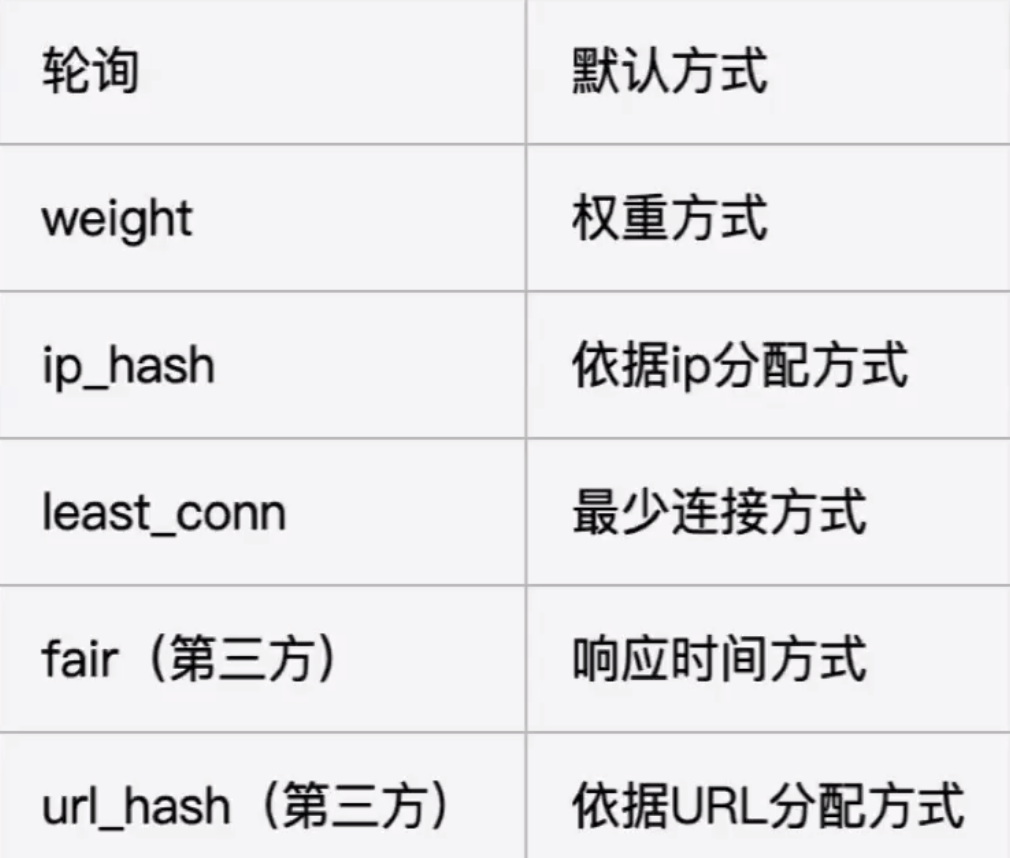 轮询 默认方式
weight 权重方式
ip_hash 依据ip分配方式
least_conn 最少连接方式
fair（第三方） 响应时间方式
url_hash（第三方） 依据URL分配方式